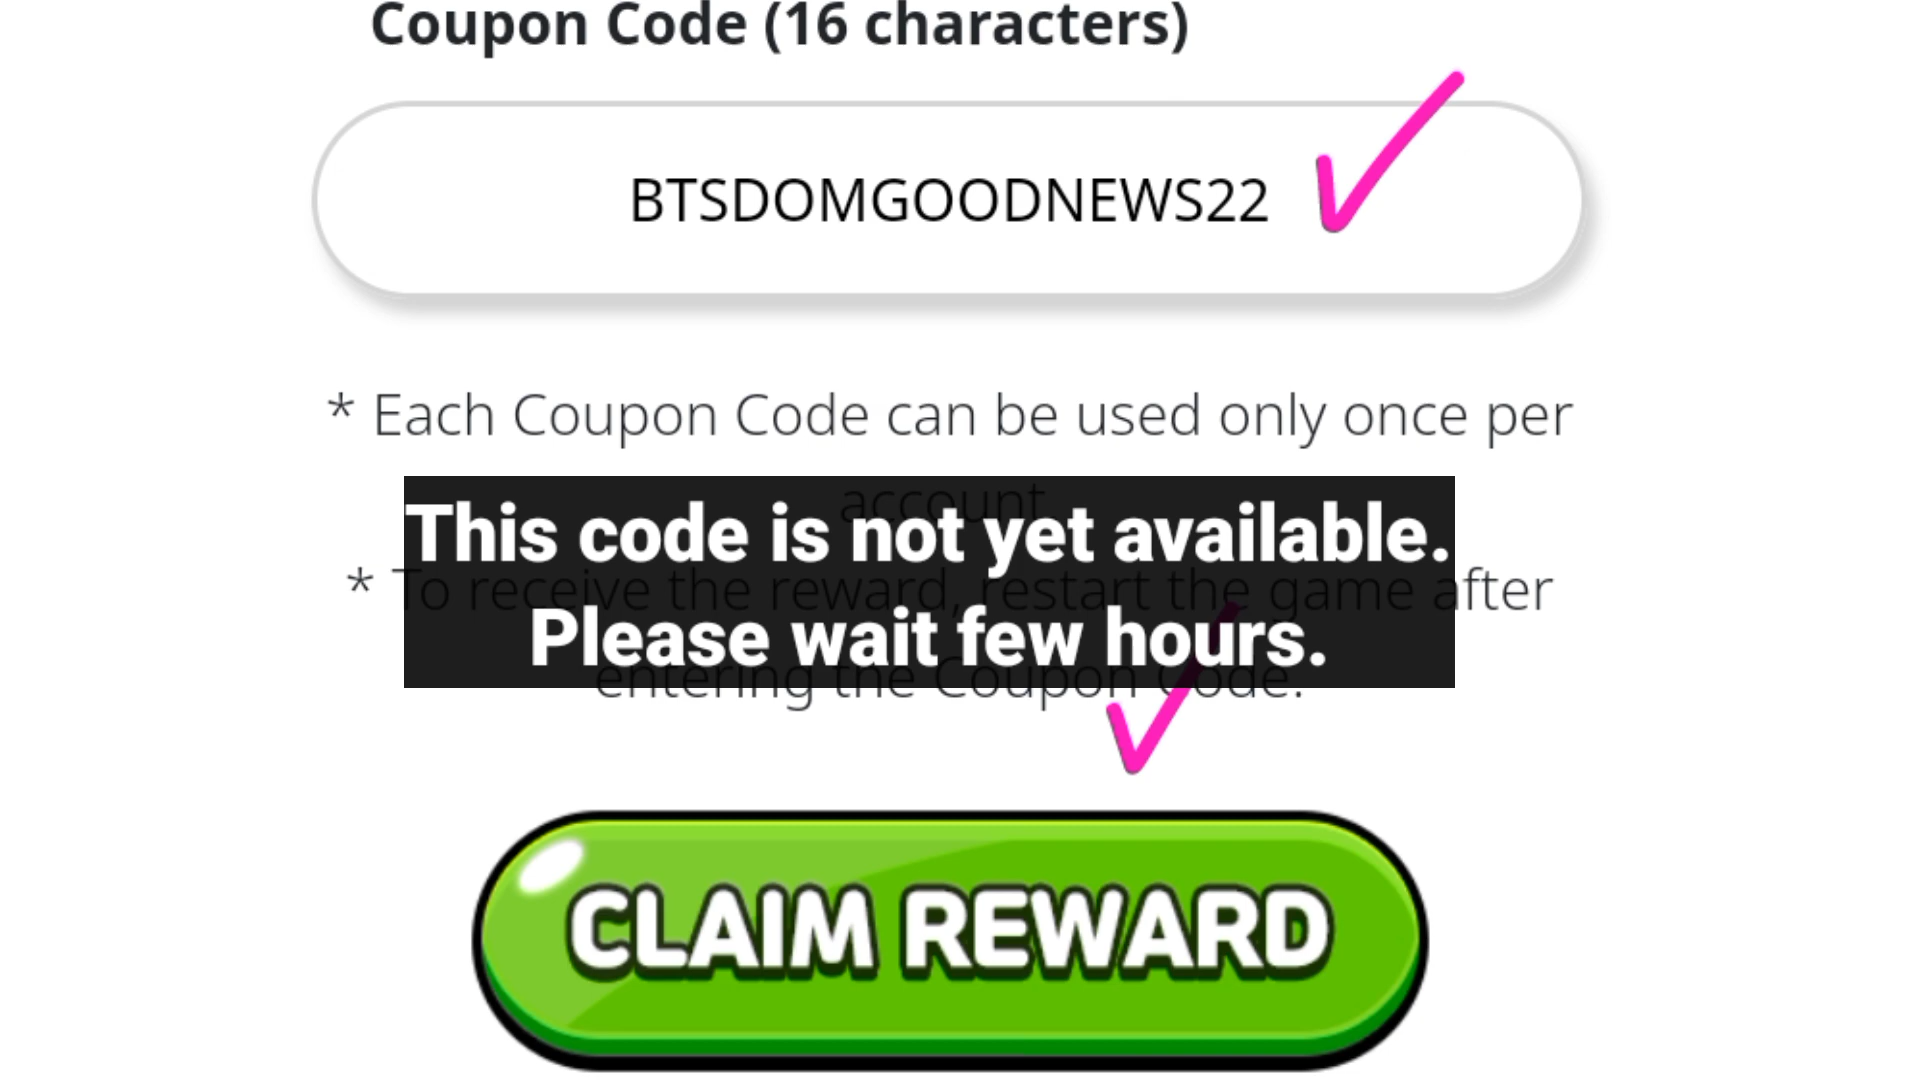 Coupon Code (16 characters)
BTSDOMGOODNEWS22
* Each Coupon Code can be used only once per
account.
This code is not yet available.
* To receive the reward, restart the game after
Please wait few hours.
entering the Coupon Code.
CLAIM REWARD